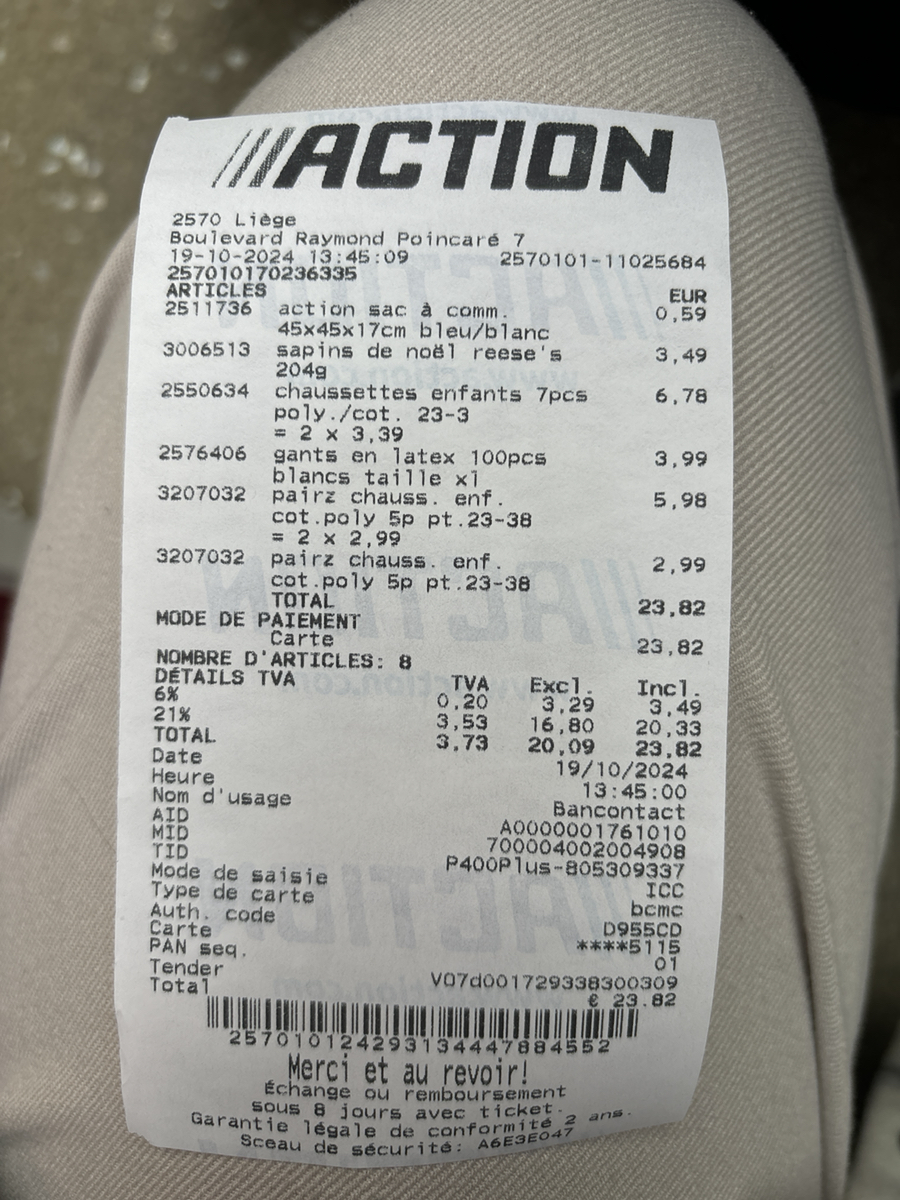 ///ACTION
2570 Liège
Boulevard Raymond Poincaré 7
19-10-2024 13:45:09 2570101-11025684
257010170236335
ARTICLES EUR
2511736 action sac à comm. 0,59
45x45x17cm bleu/blanc
3006513 sapins de noël reese's 3,49
204g
2550634 chaussettes enfants 7pcs 6,78
poly./cot. 23-3
= 2 x 3,39
2576406 gants en latex 100pcs 3,99
blancs taille xl
3207032 pairz chauss. enf. 5,98
cot.poly 5p pt.23-38
= 2 x 2,99
3207032 pairz chauss. enf. 2,99
cot.poly 5p pt.23-38
TOTAL 23,82
MODE DE PAIEMENT
Carte 23,82
NOMBRE D'ARTICLES: 8
DÉTAILS TVA TVA Excl. Incl.
6% 0,20 3,29 3,49
21% 3,53 16,80 20,33
TOTAL 3,73 20,09 23,82
Date 19/10/2024
Heure 13:45:00
Nom d'usage Bancontact
AID A0000001761010
MID 700004002004908
TID P400Plus-805309337
Mode de saisie ICC
Type de carte bcmc
Auth. code D955CD
Carte ****5115
PAN seq. 01
Tender V07d001729338300309
Total € 23.82
2570101242931344478​84552
Merci et au revoir!
Échange ou remboursement
sous 8 jours avec ticket.
Garantie légale de conformité 2 ans.
Sceau de sécurité: A6E3E047